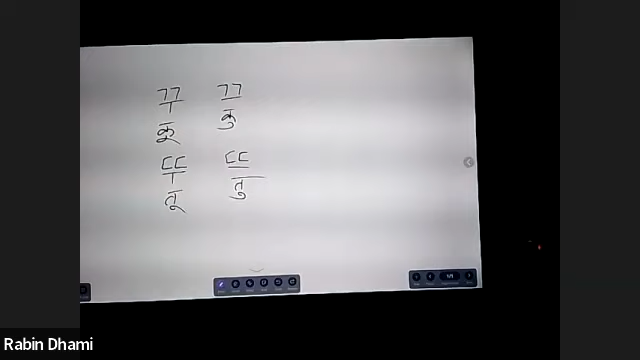 꾸 끄
कू कु
뚜 뜨
तू तु
Rabin Dhami